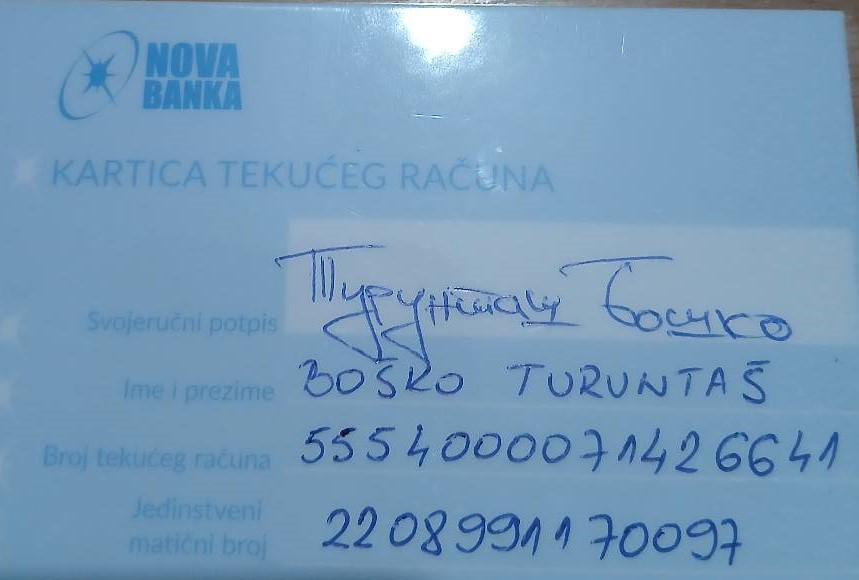 NOVA
BANKA
KARTICA TEKUĆEG RAČUNA
Svojeručni potpis Турунташ Бошко
Ime i prezime BOŠKO TURUNTAŠ
Broj tekućeg računa 5554000071426641
Jedinstveni
matični broj 2208991170097